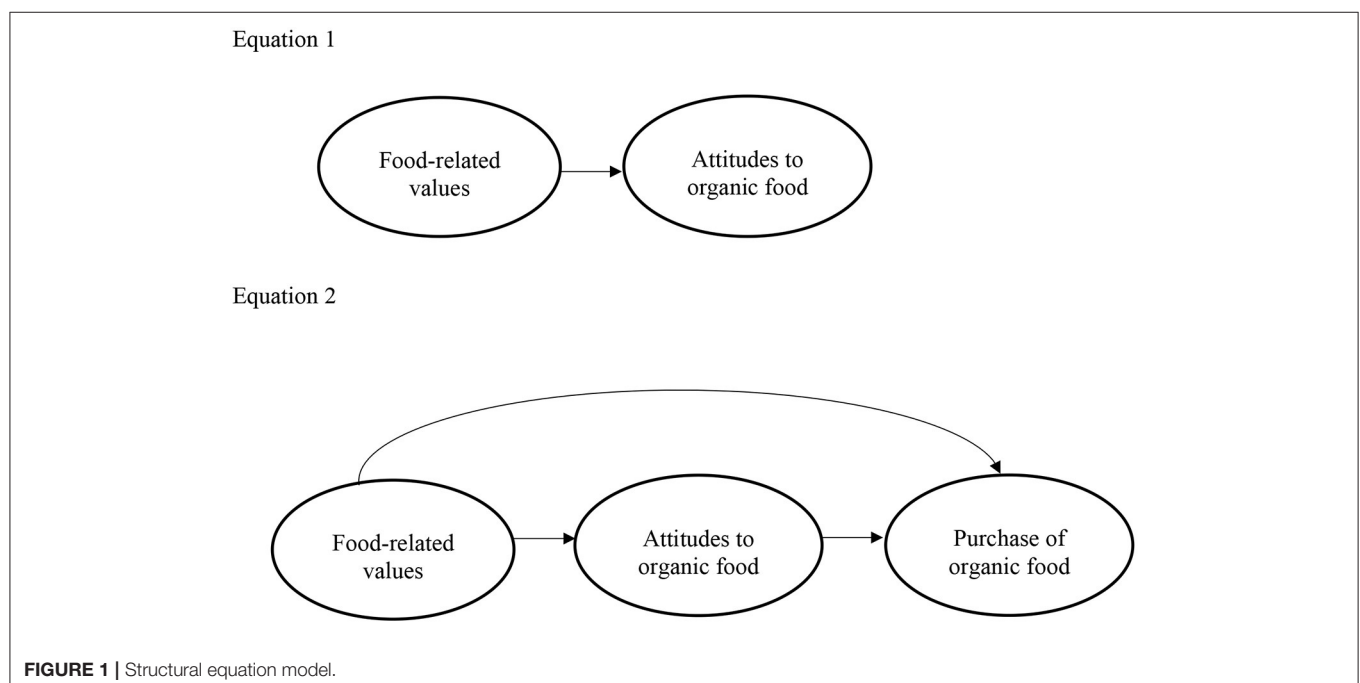 Equation 1
Food-related
values
Attitudes to
organic food
Equation 2
Food-related
values
Attitudes to
organic food
Purchase of
organic food
FIGURE 1 | Structural equation model.